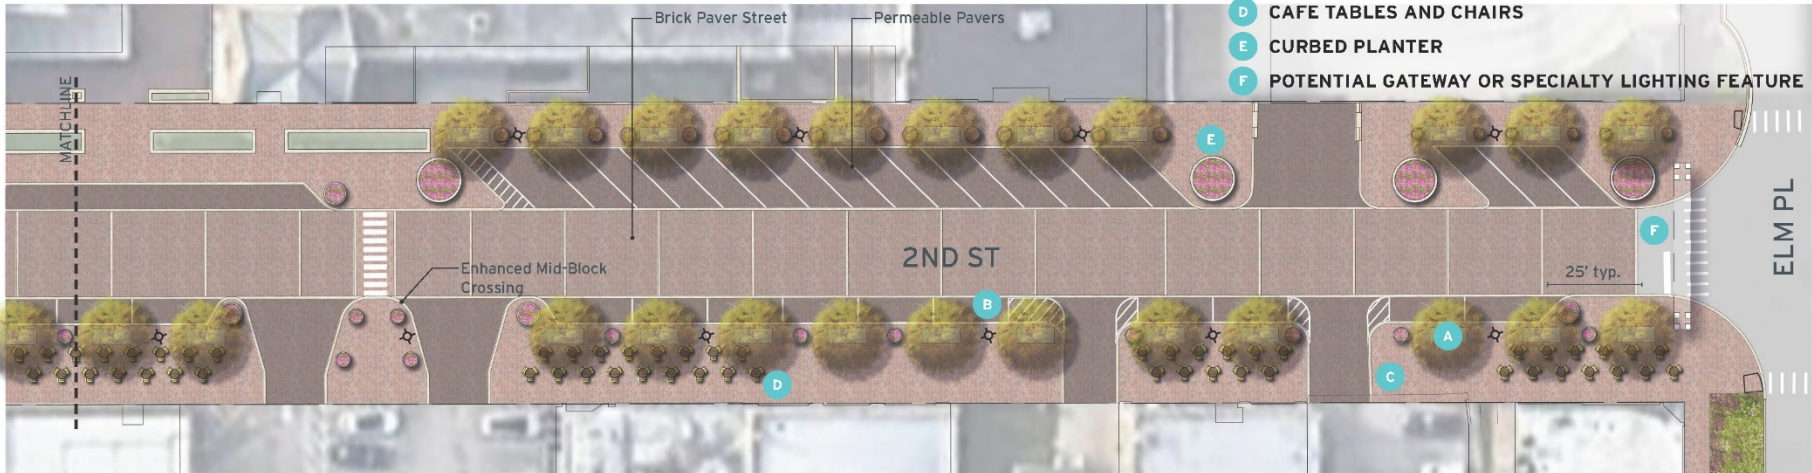 Brick Paver Street
Permeable Pavers
D CAFE TABLES AND CHAIRS
E CURBED PLANTER
F POTENTIAL GATEWAY OR SPECIALTY LIGHTING FEATURE
MATCHLINE
E
F
2ND ST
ELM PL
Enhanced Mid-Block
Crossing
25' typ.
B
A
C
D